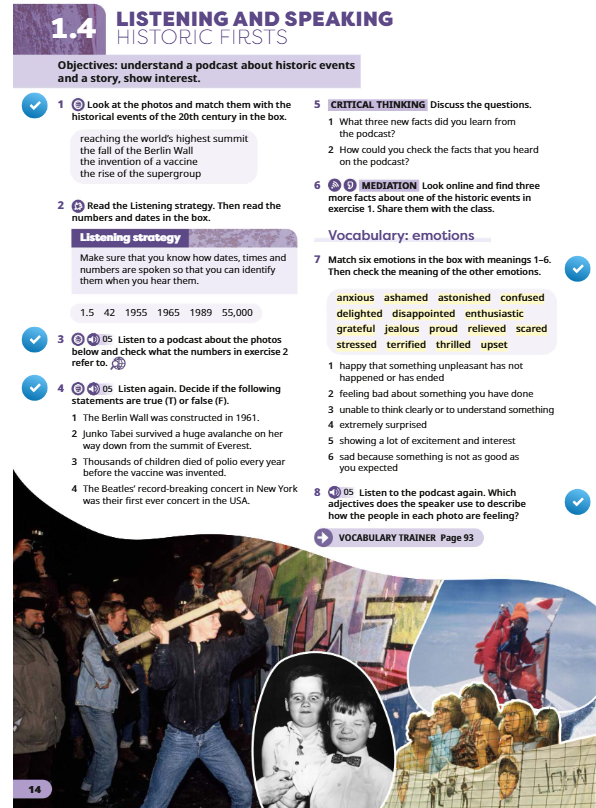 1.4
LISTENING AND SPEAKING
HISTORIC FIRSTS
Objectives: understand a podcast about historic events
and a story, show interest.
1 Look at the photos and match them with the
historical events of the 20th century in the box.
reaching the world's highest summit
the fall of the Berlin Wall
the invention of a vaccine
the rise of the supergroup
2 Read the Listening strategy. Then read the
numbers and dates in the box.
Listening strategy
Make sure that you know how dates, times and
numbers are spoken so that you can identify
them when you hear them.
1.5 42 1955 1965 1989 55,000
3 05 Listen to a podcast about the photos
below and check what the numbers in exercise 2
refer to.
4 05 Listen again. Decide if the following
statements are true (T) or false (F).
1 The Berlin Wall was constructed in 1961.
2 Junko Tabei survived a huge avalanche on her
way down from the summit of Everest.
3 Thousands of children died of polio every year
before the vaccine was invented.
4 The Beatles' record-breaking concert in New York
was their first ever concert in the USA.
5 CRITICAL THINKING Discuss the questions.
1 What three new facts did you learn from
the podcast?
2 How could you check the facts that you heard
on the podcast?
6 MEDIATION Look online and find three
more facts about one of the historic events in
exercise 1. Share them with the class.
Vocabulary: emotions
7 Match six emotions in the box with meanings 1–6.
Then check the meaning of the other emotions.
anxious ashamed astonished confused
delighted disappointed enthusiastic
grateful jealous proud relieved scared
stressed terrified thrilled upset
1 happy that something unpleasant has not
happened or has ended
2 feeling bad about something you have done
3 unable to think clearly or to understand something
4 extremely surprised
5 showing a lot of excitement and interest
6 sad because something is not as good as
you expected
8 05 Listen to the podcast again. Which
adjectives does the speaker use to describe
how the people in each photo are feeling?
VOCABULARY TRAINER Page 93
JOHN
14